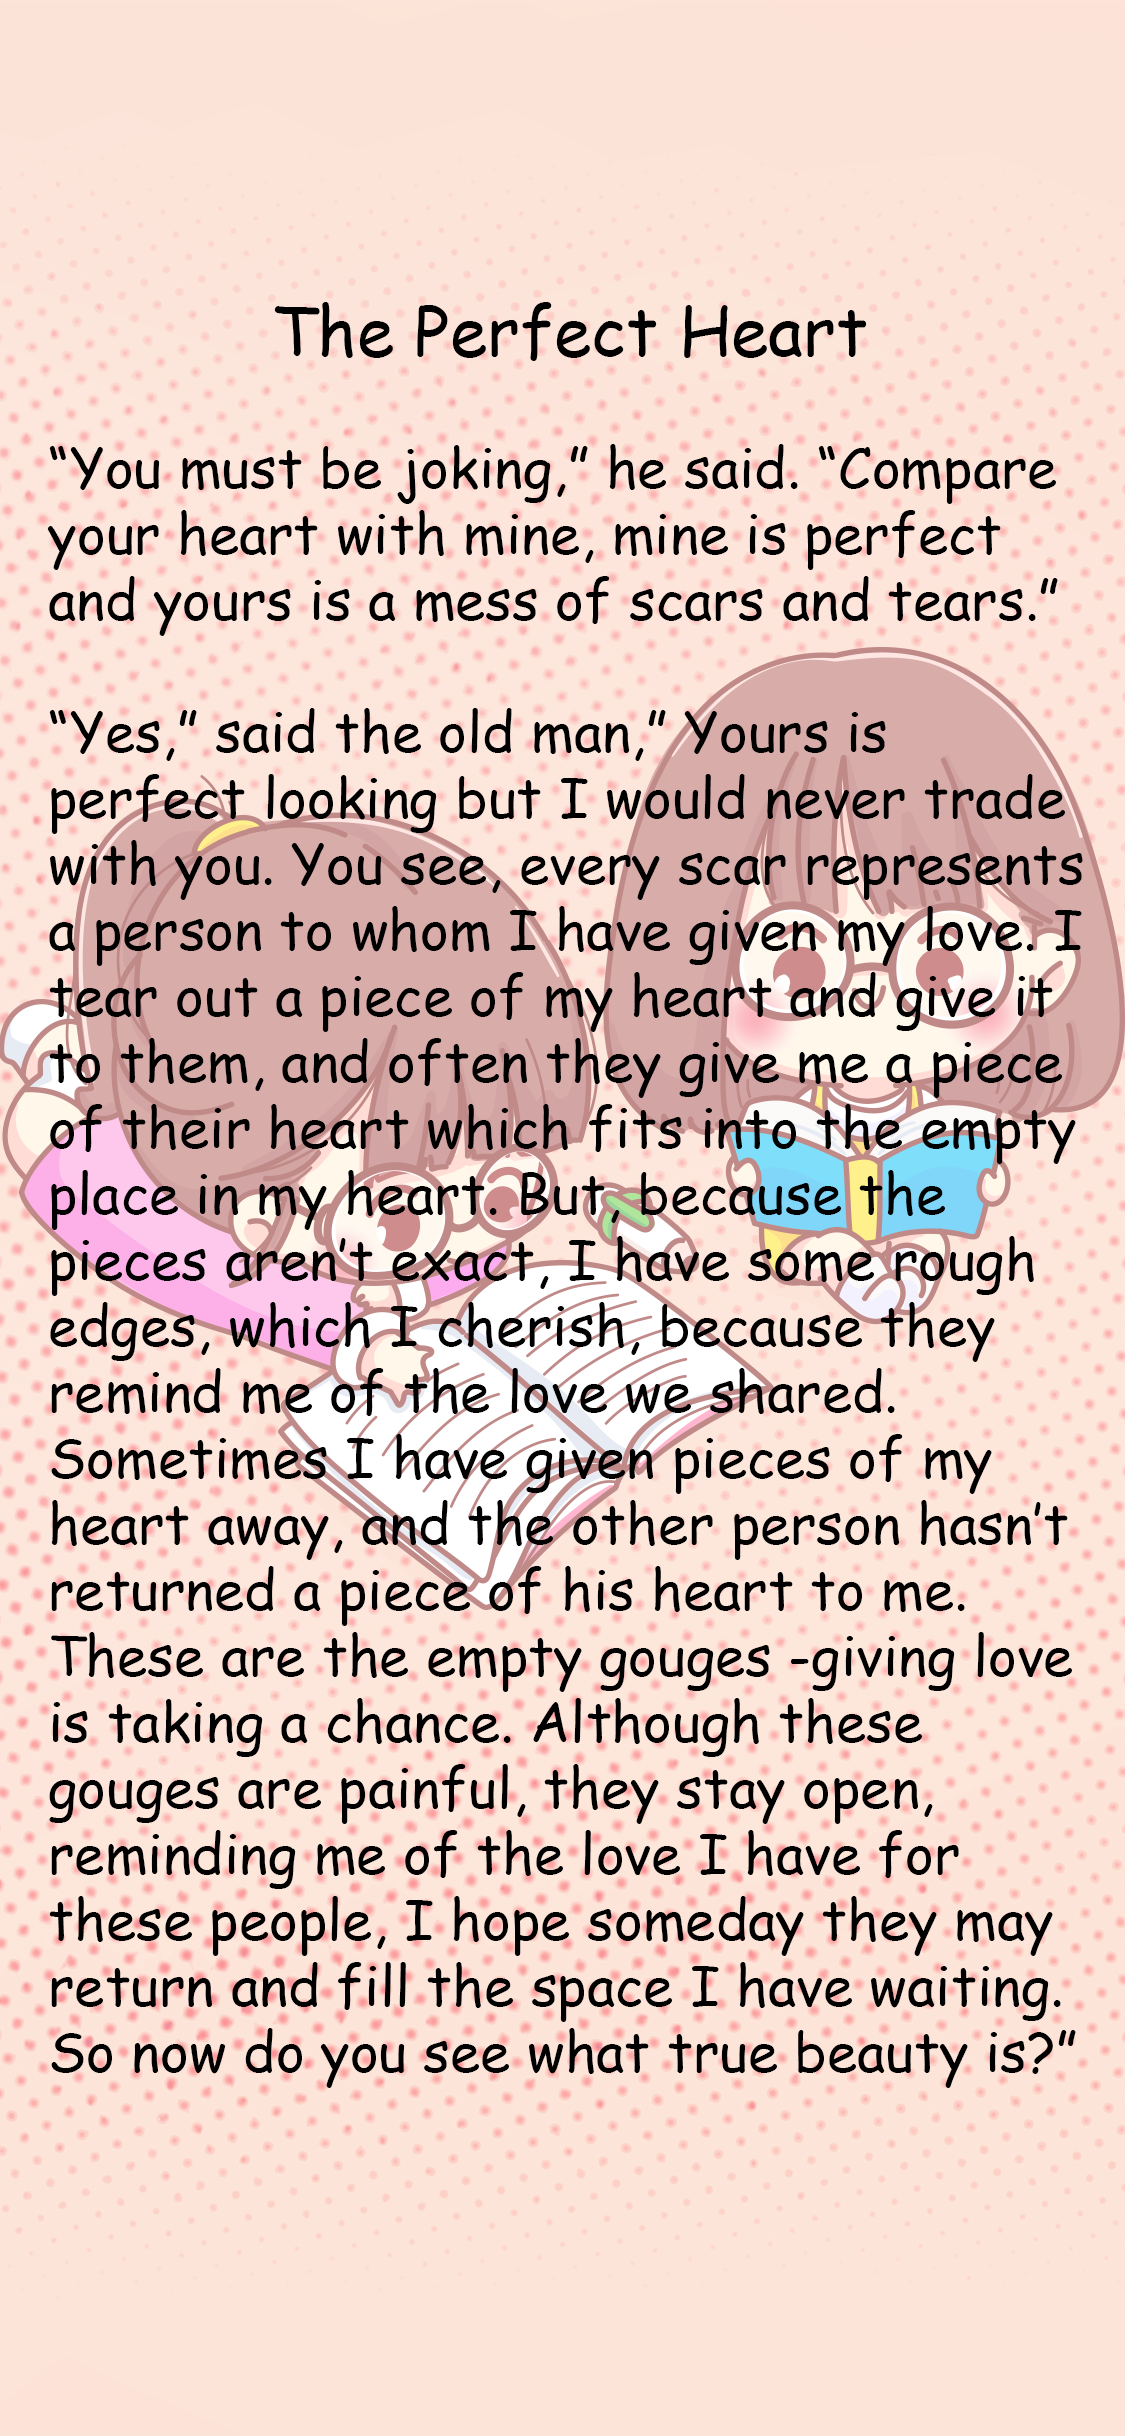 The Perfect Heart
“You must be joking,” he said. “Compare
your heart with mine, mine is perfect
and yours is a mess of scars and tears.”
“Yes,” said the old man,” Yours is
perfect looking but I would never trade
with you. You see, every scar represents
a person to whom I have given my love. I
tear out a piece of my heart and give it
to them, and often they give me a piece
of their heart which fits into the empty
place in my heart. But, because the
pieces aren’t exact, I have some rough
edges, which I cherish, because they
remind me of the love we shared.
Sometimes I have given pieces of my
heart away, and the other person hasn’t
returned a piece of his heart to me.
These are the empty gouges -giving love
is taking a chance. Although these
gouges are painful, they stay open,
reminding me of the love I have for
these people, I hope someday they may
return and fill the space I have waiting.
So now do you see what true beauty is?”